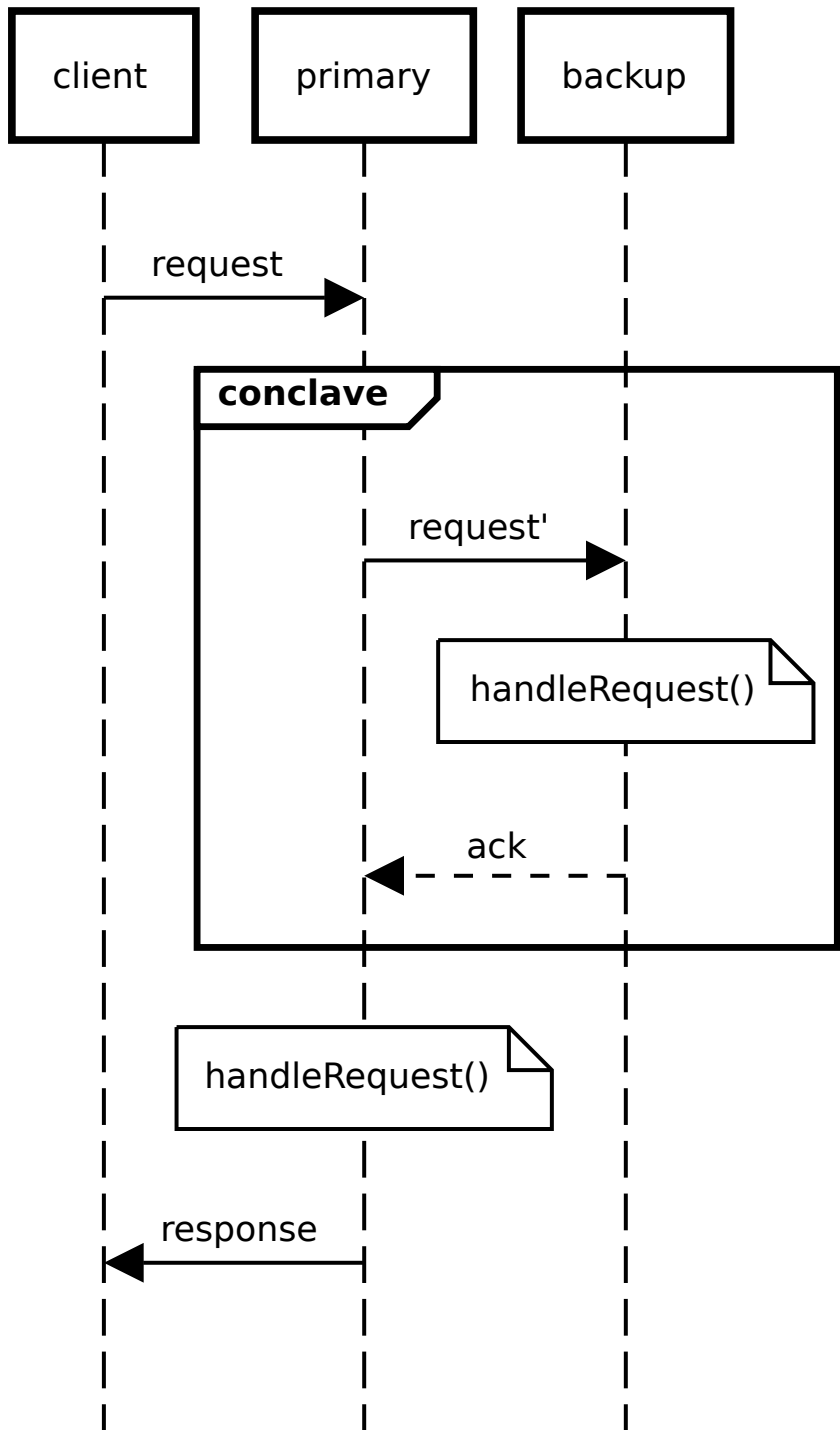 client
primary
backup
request
conclave
request'
handleRequest()
ack
handleRequest()
response